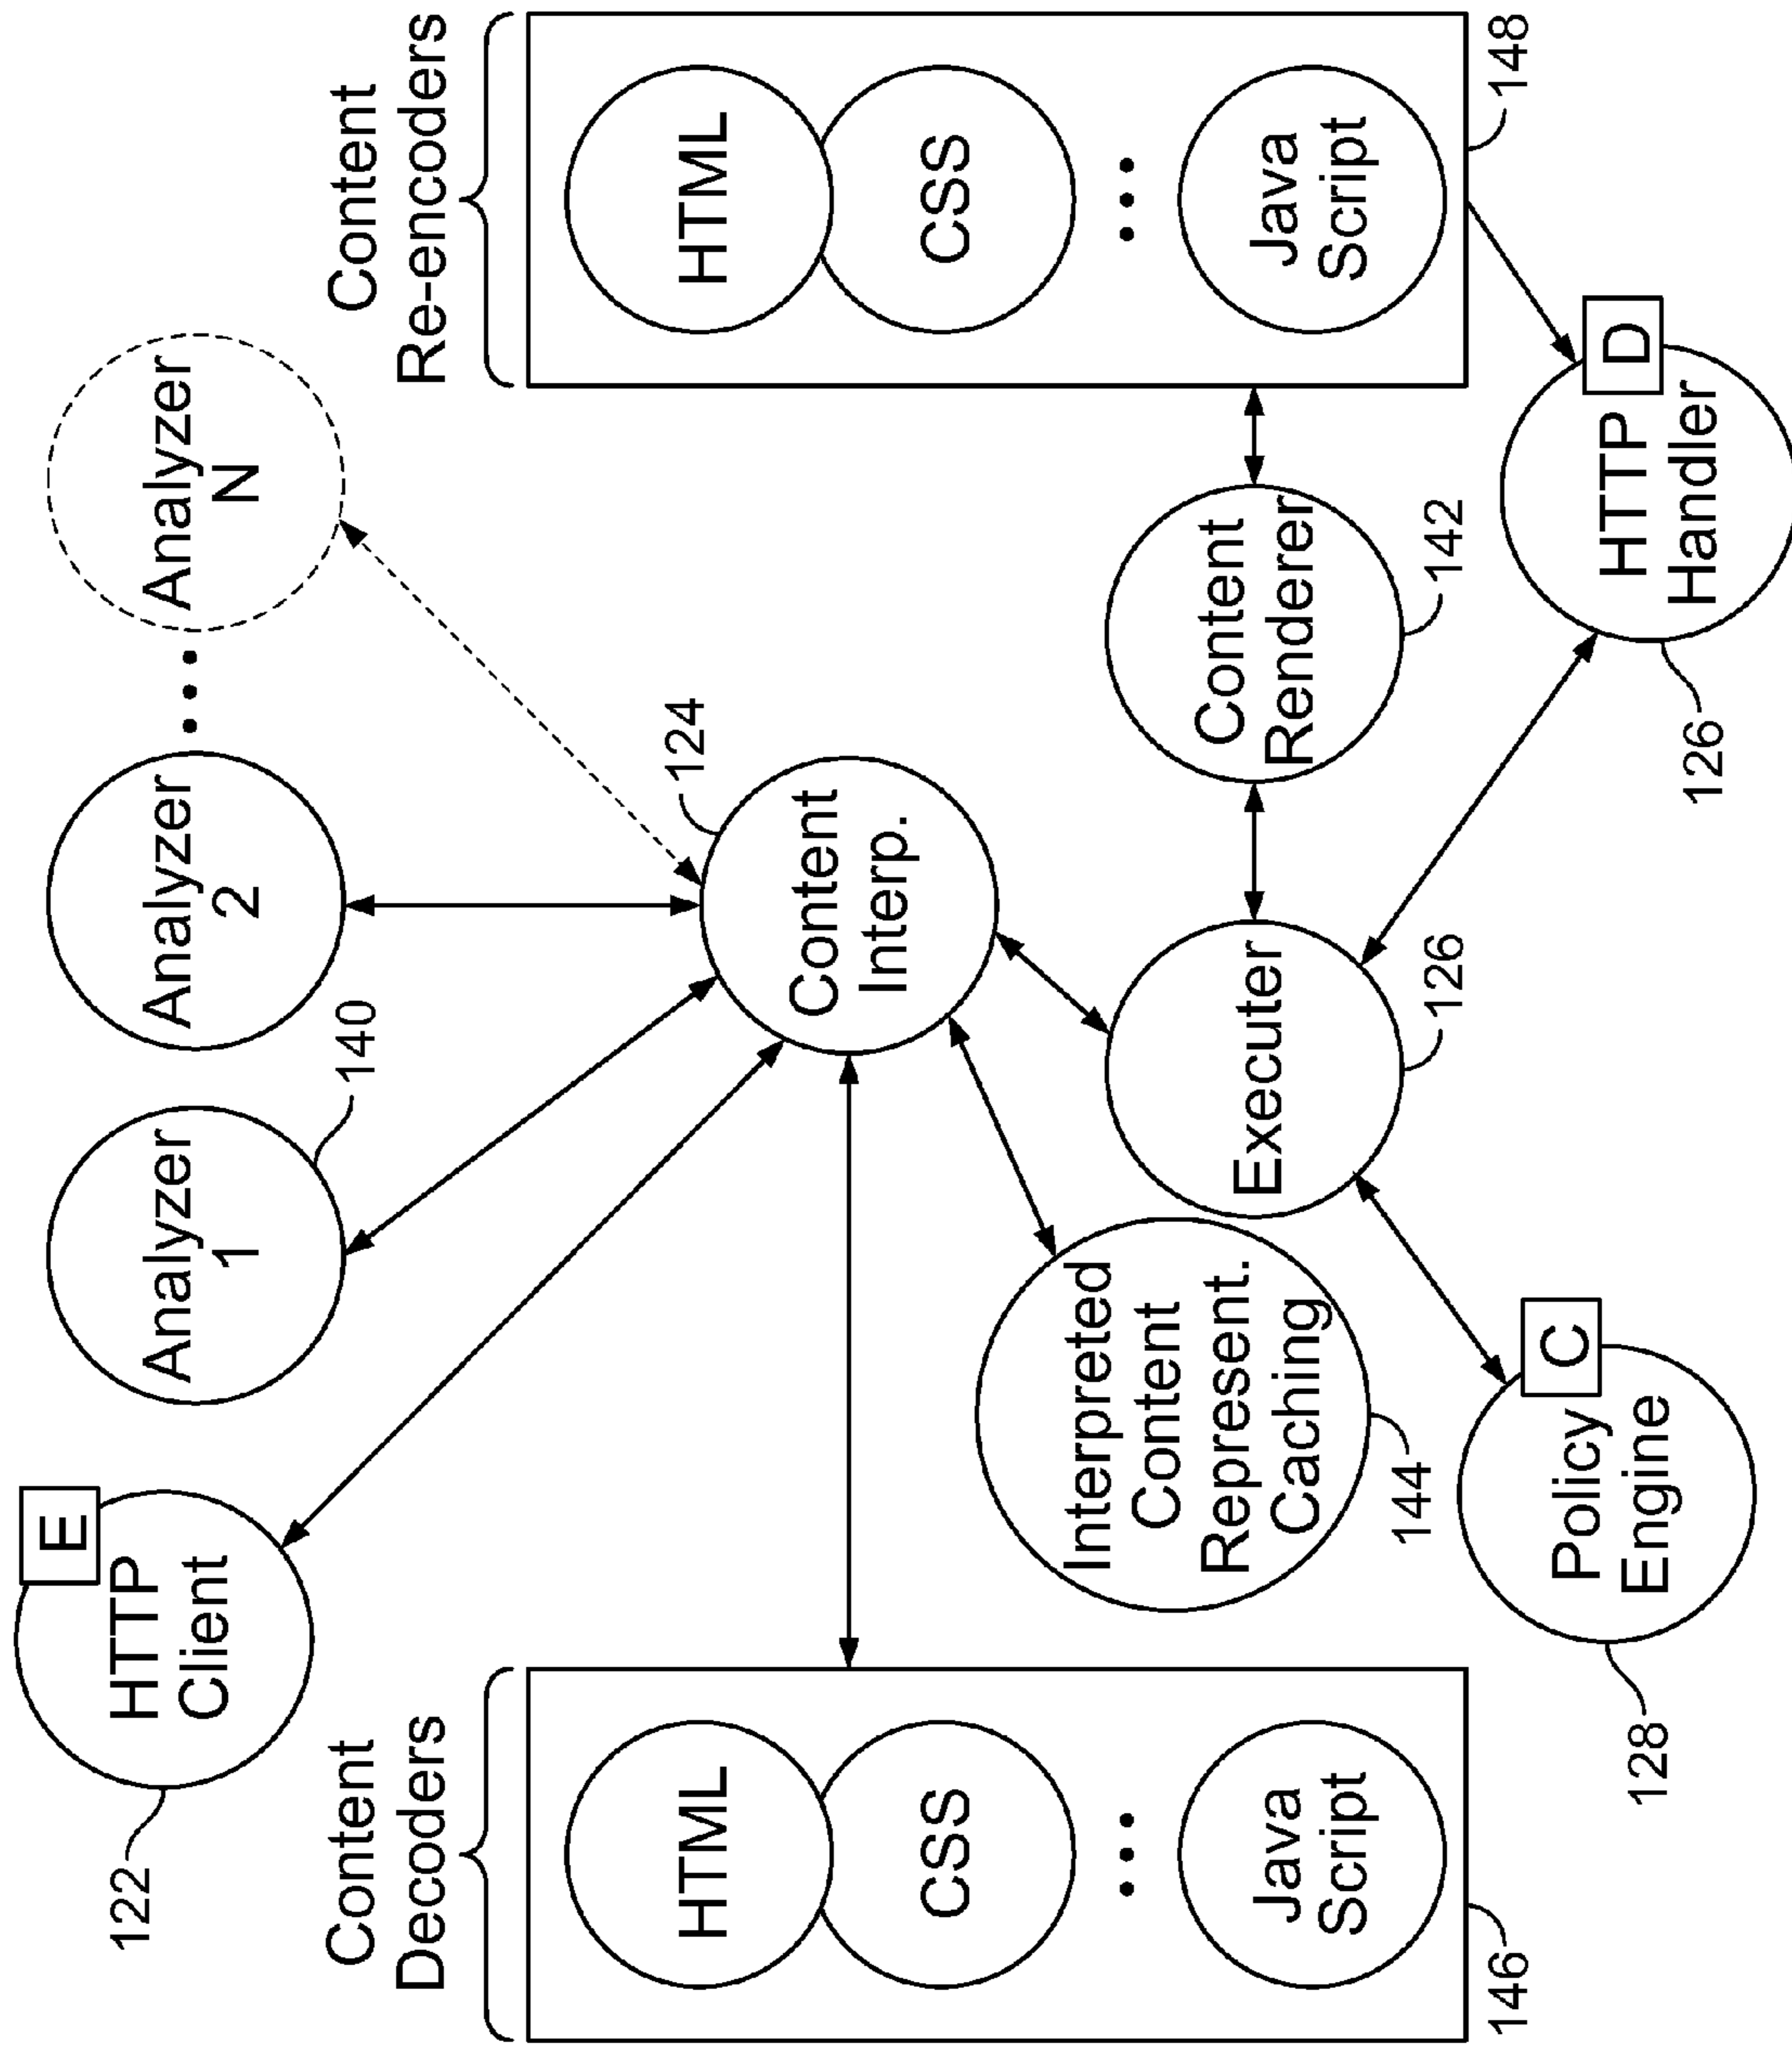 122
E
HTTP
Client
Analyzer
1
140
Analyzer
2
• • •
Analyzer
N
Content
Decoders
HTML
CSS
• • •
Java
Script
146
Content
Interp.
124
Content
Re-encoders
HTML
CSS
• • •
Java
Script
148
Interpreted
Content
Represent.
Caching
144
Executer
126
Content
Renderer
142
C
Policy
Engine
128
D
HTTP
Handler
126